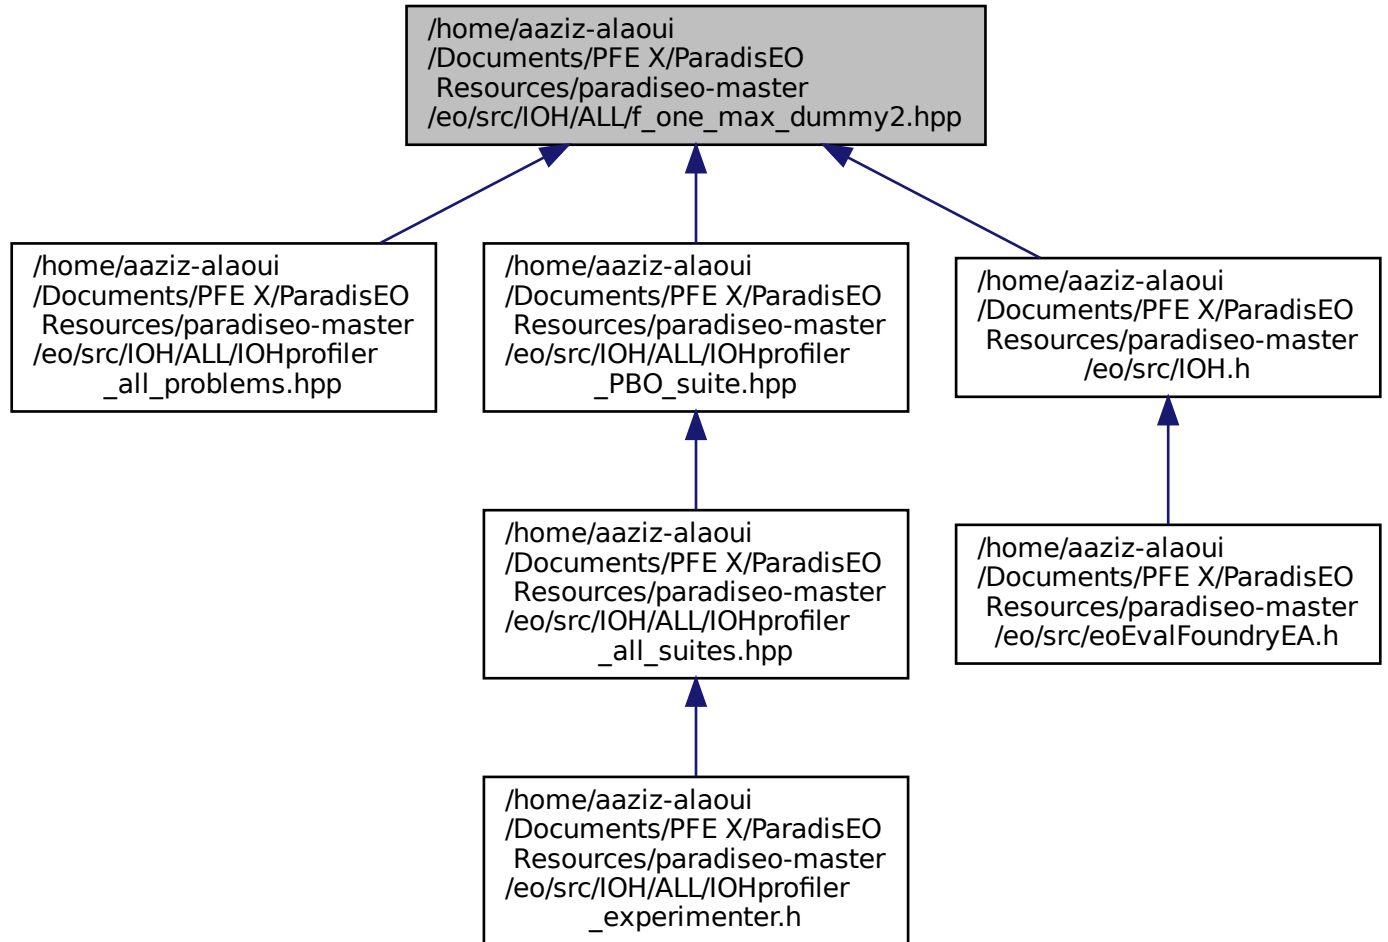 /home/aaziz-alaoui
/Documents/PFE X/ParadisEO
Resources/paradiseo-master
/eo/src/IOH/ALL/f_one_max_dummy2.hpp
/home/aaziz-alaoui
/Documents/PFE X/ParadisEO
Resources/paradiseo-master
/eo/src/IOH/ALL/IOHprofiler
_all_problems.hpp
/home/aaziz-alaoui
/Documents/PFE X/ParadisEO
Resources/paradiseo-master
/eo/src/IOH/ALL/IOHprofiler
_PBO_suite.hpp
/home/aaziz-alaoui
/Documents/PFE X/ParadisEO
Resources/paradiseo-master
/eo/src/IOH.h
/home/aaziz-alaoui
/Documents/PFE X/ParadisEO
Resources/paradiseo-master
/eo/src/IOH/ALL/IOHprofiler
_all_suites.hpp
/home/aaziz-alaoui
/Documents/PFE X/ParadisEO
Resources/paradiseo-master
/eo/src/eoEvalFoundryEA.h
/home/aaziz-alaoui
/Documents/PFE X/ParadisEO
Resources/paradiseo-master
/eo/src/IOH/ALL/IOHprofiler
_experimenter.h